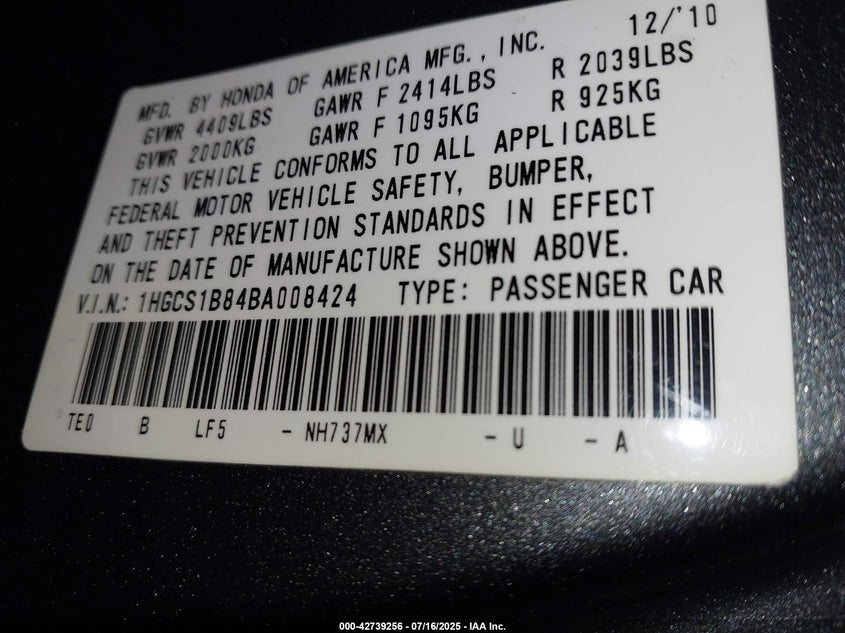 12/'10
MFD. BY HONDA OF AMERICA MFG., INC.
GVWR 4409LBS GAWR F 2414LBS R 2039LBS
GVWR 2000KG GAWR F 1095KG R 925KG
THIS VEHICLE CONFORMS TO ALL APPLICABLE
FEDERAL MOTOR VEHICLE SAFETY, BUMPER,
AND THEFT PREVENTION STANDARDS IN EFFECT
ON THE DATE OF MANUFACTURE SHOWN ABOVE.
V.I.N.: 1HGCS1B84BA008424 TYPE: PASSENGER CAR
TE0 B LF5 - NH737MX - U - A
000-42739256 - 07/16/2025 - IAA Inc.